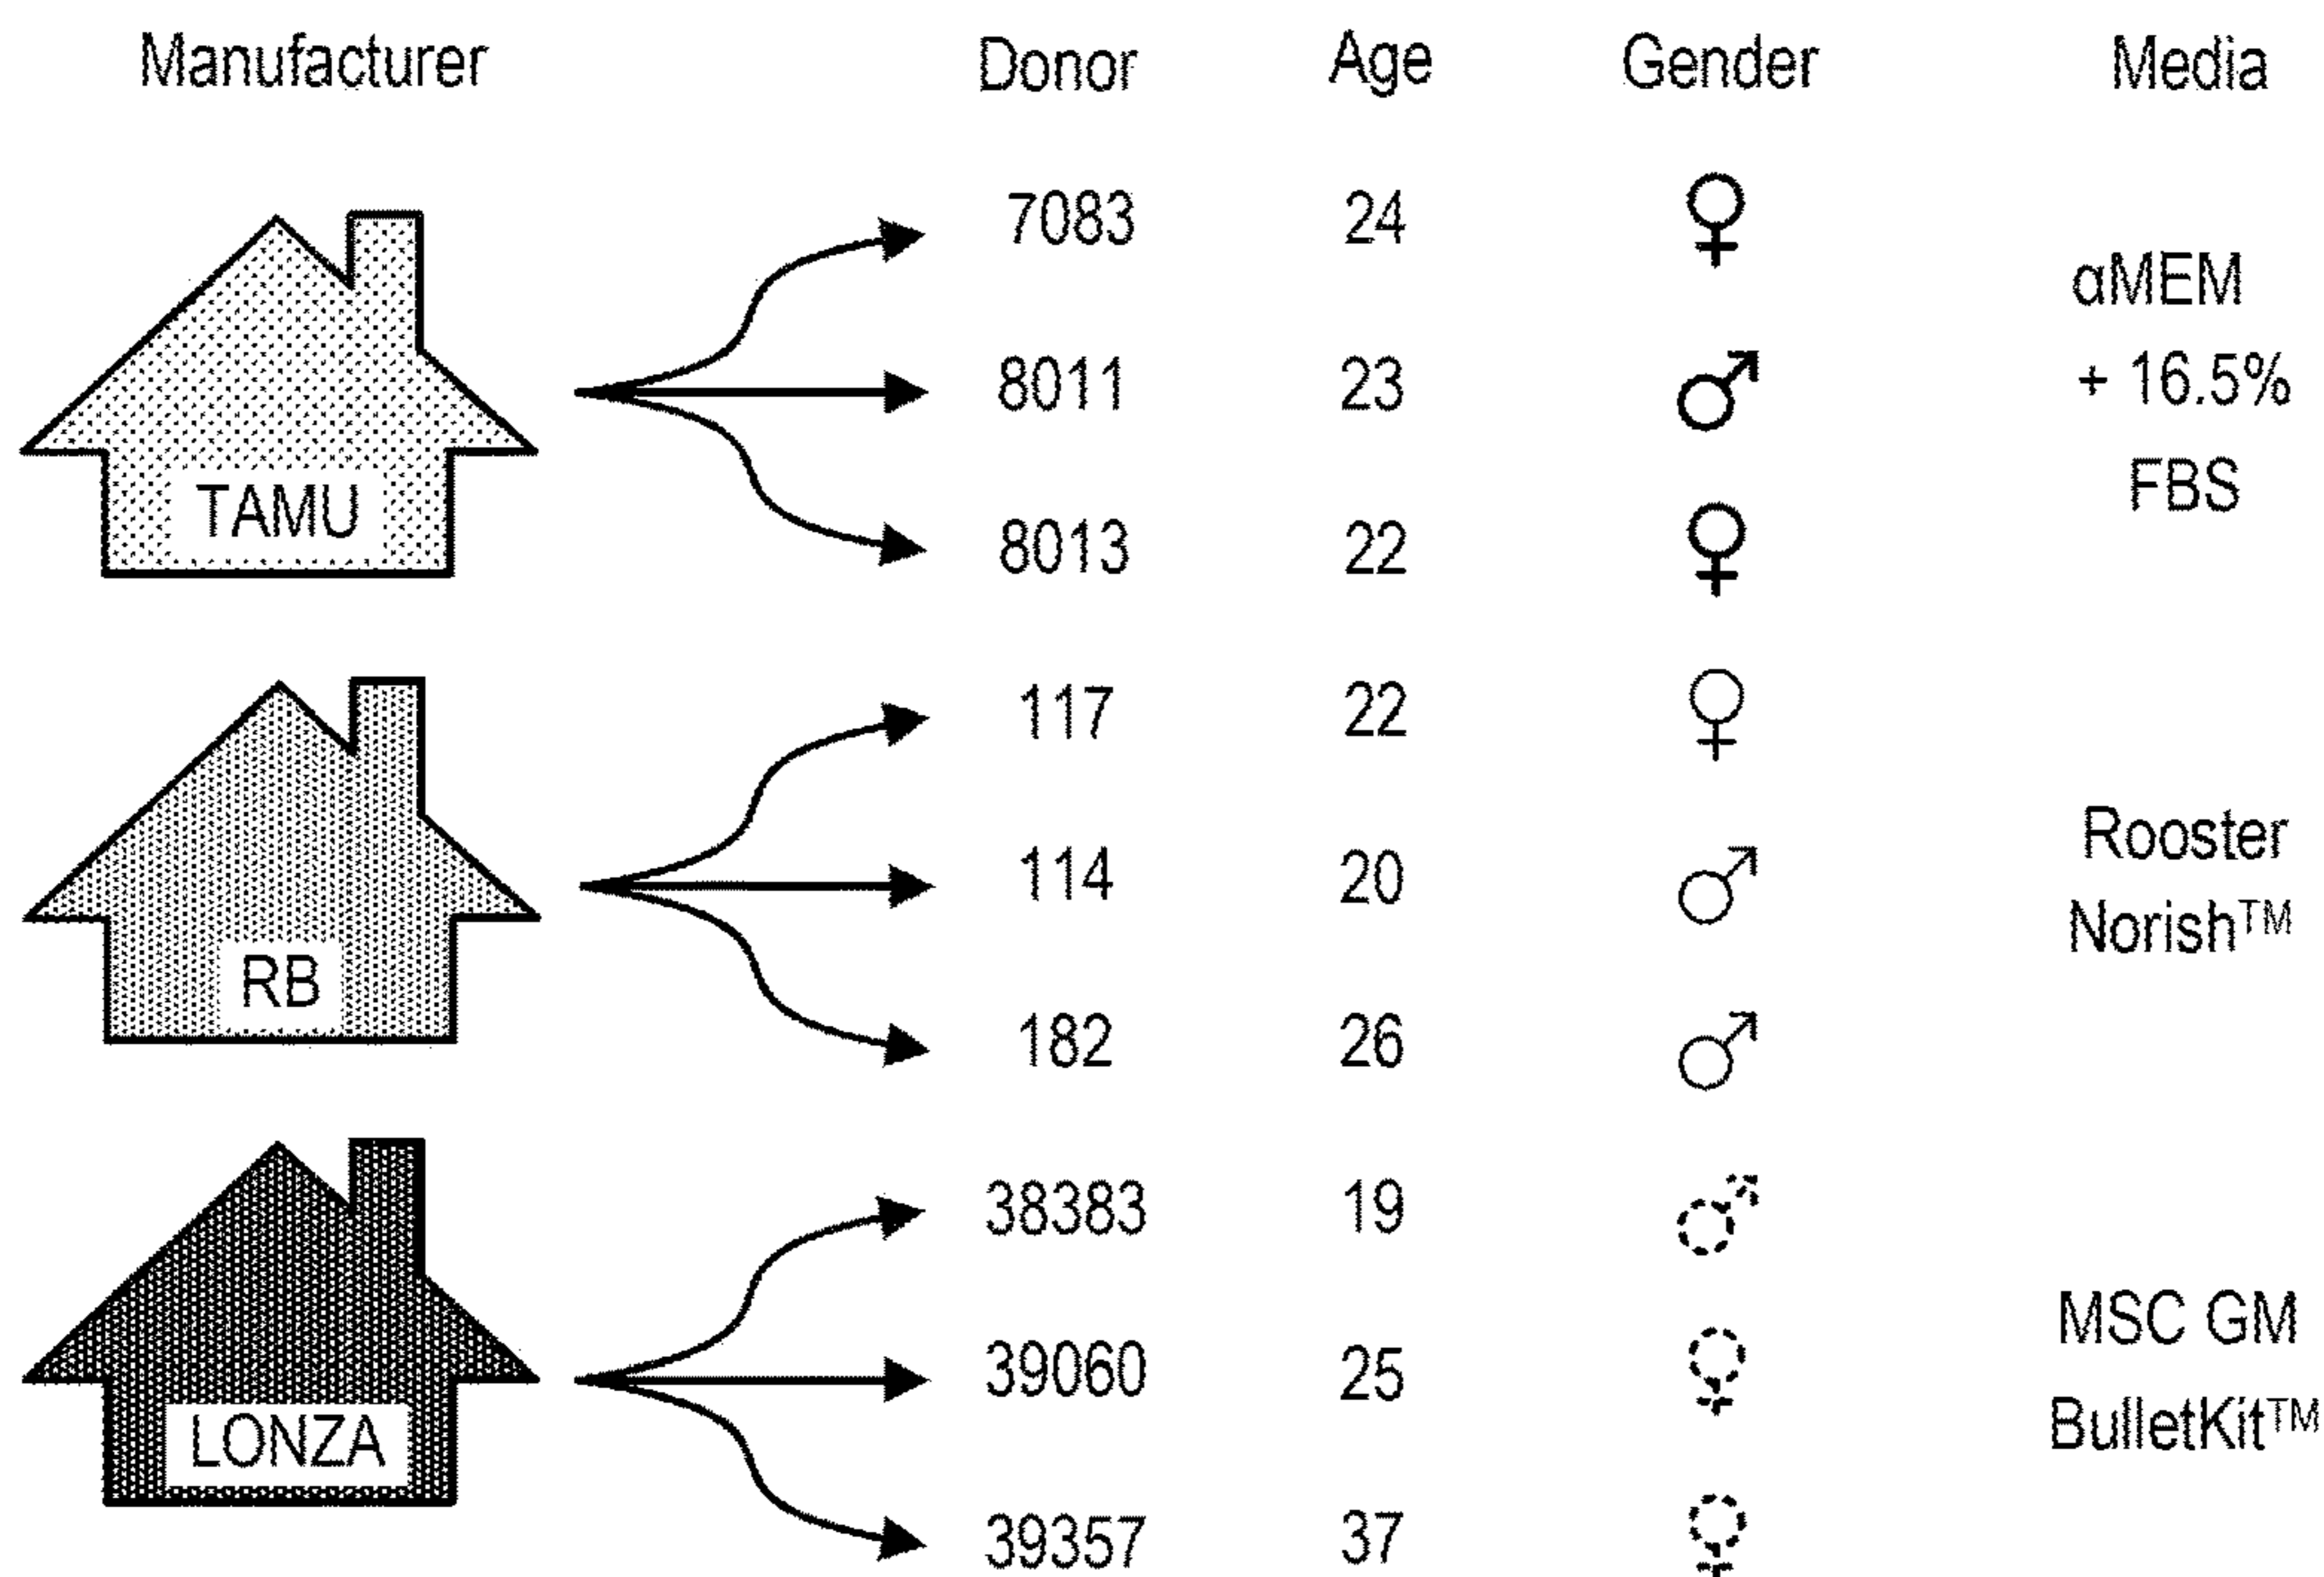 Manufacturer Donor Age Gender Media
7083 24 ♀
αMEM
8011 23 ♂ + 16.5%
TAMU FBS
8013 22 ♀
117 22 ♀
Rooster
114 20 ♂
Norish™
RB
182 26 ♂
38383 19 ♂
MSC GM
39060 25 ♀
BulletKit™
LONZA
39357 37 ♀